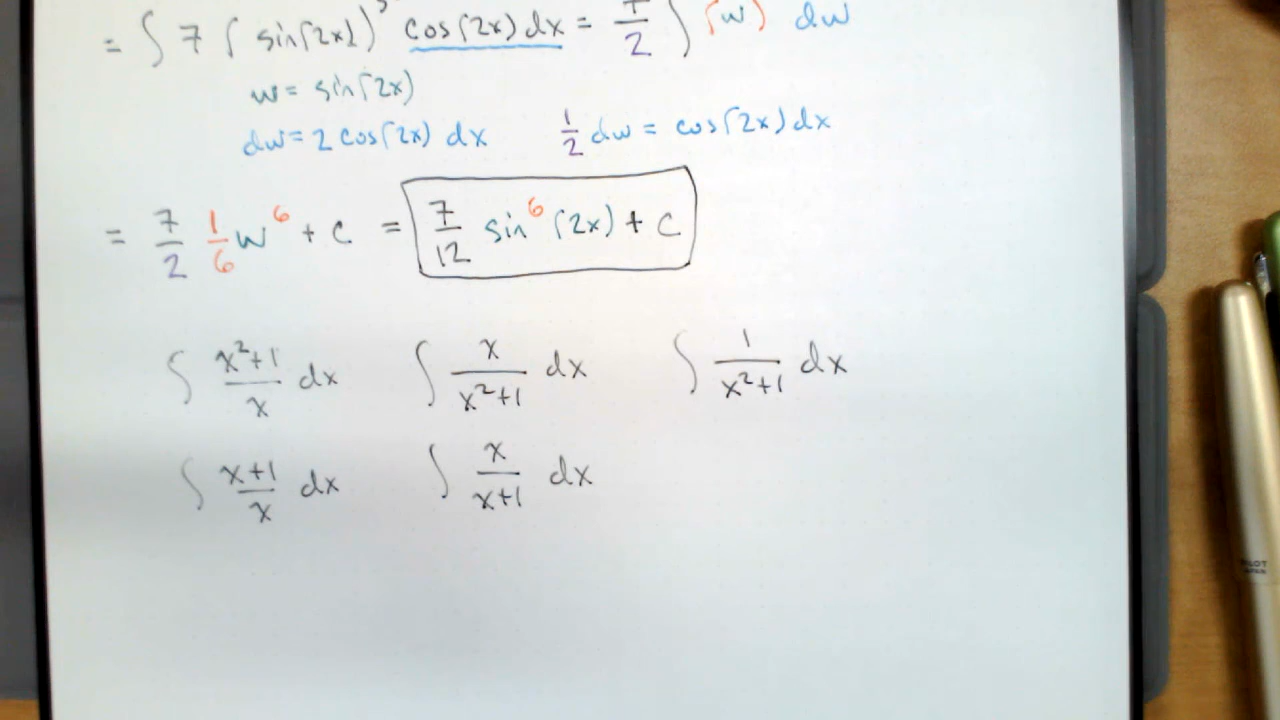 = ∫ 7 (sin(2x))⁵ cos(2x) dx = 7/2 ∫ (w) dw
w = sin(2x)
dw = 2 cos(2x) dx   1/2 dw = cos(2x) dx
= 7/2 1/6 w⁶ + C = 7/12 sin⁶(2x) + C
∫ (x²+1)/x dx   ∫ x/(x²+1) dx   ∫ 1/(x²+1) dx
∫ (x+1)/x dx   ∫ x/(x+1) dx
PILOT